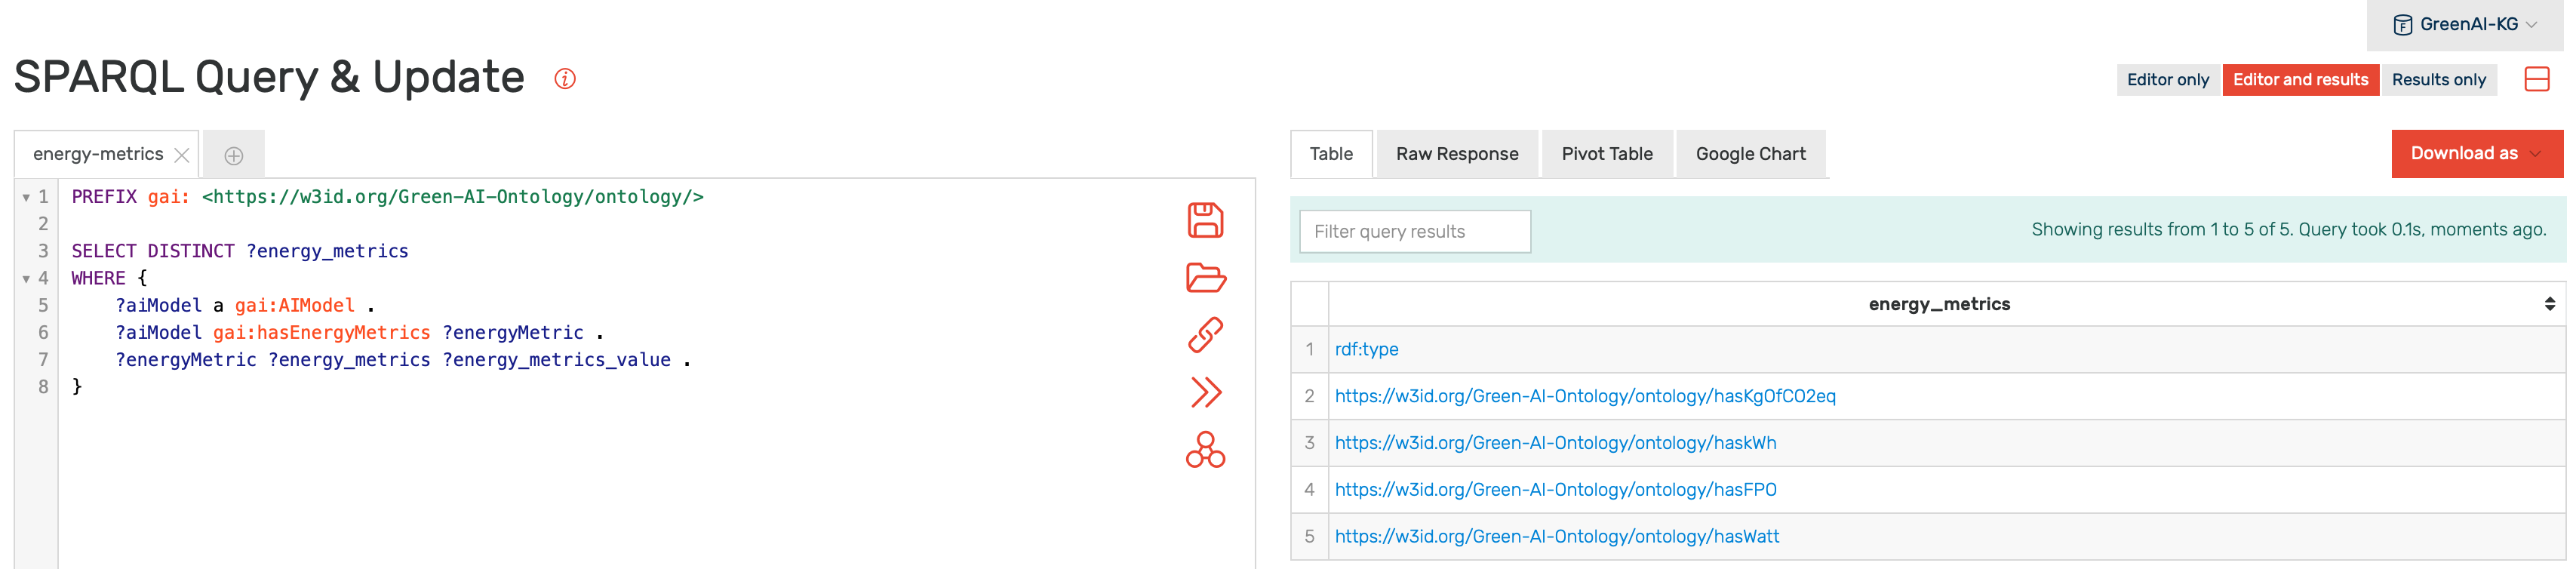 GreenAI-KG
SPARQL Query & Update
Editor only
Editor and results
Results only
energy-metrics
1 PREFIX gai: <https://w3id.org/Green-AI-Ontology/ontology/>
2
3 SELECT DISTINCT ?energy_metrics
4 WHERE {
5 ?aiModel a gai:AIModel .
6 ?aiModel gai:hasEnergyMetrics ?energyMetric .
7 ?energyMetric ?energy_metrics ?energy_metrics_value .
8 }
Table
Raw Response
Pivot Table
Google Chart
Download as
Filter query results
Showing results from 1 to 5 of 5. Query took 0.1s, moments ago.
energy_metrics
1 rdf:type
2 https://w3id.org/Green-AI-Ontology/ontology/hasKgOfCO2eq
3 https://w3id.org/Green-AI-Ontology/ontology/haskWh
4 https://w3id.org/Green-AI-Ontology/ontology/hasFPO
5 https://w3id.org/Green-AI-Ontology/ontology/hasWatt